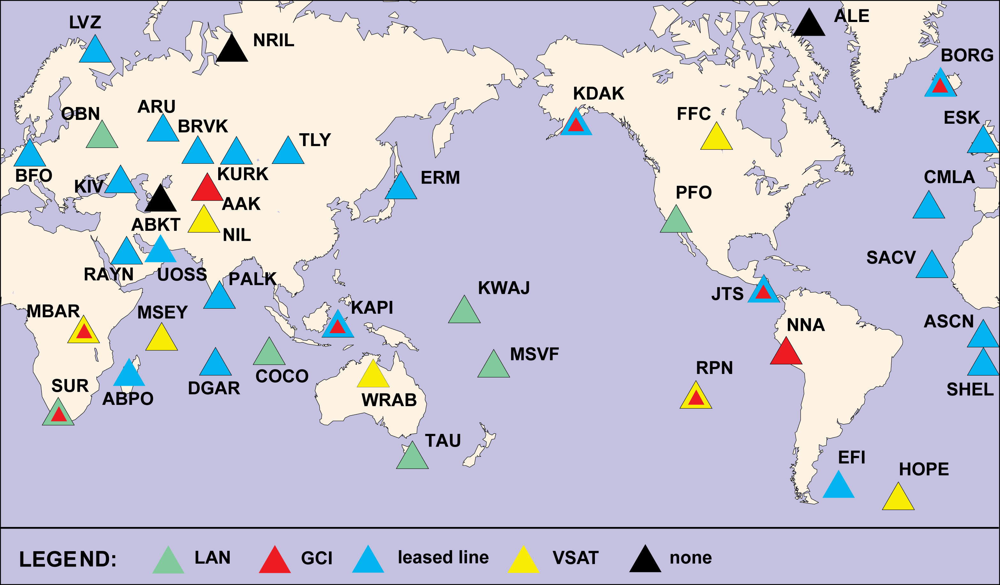 LVZ
ALE
NRIL
BORG
KDAK
ARU
OBN
FFC
ESK
BRVK
TLY
BFO
KURK
ERM
CMLA
KIV
PFO
AAK
ABKT
NIL
SACV
RAYN
UOSS
PALK
KWAJ
JTS
MBAR
MSEY
KAPI
NNA
ASCN
MSVF
RPN
COCO
SUR
DGAR
SHEL
ABPO
WRAB
TAU
EFI
HOPE
LEGEND: LAN GCI leased line VSAT none